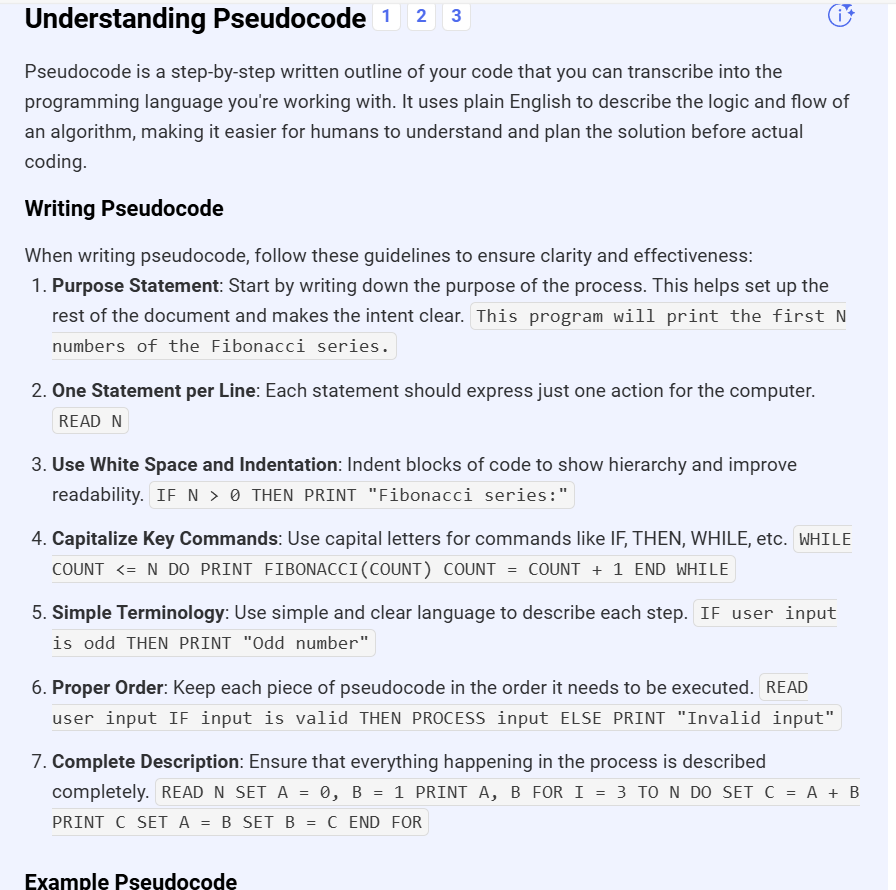 Understanding Pseudocode 1 2 3
Pseudocode is a step-by-step written outline of your code that you can transcribe into the
programming language you're working with. It uses plain English to describe the logic and flow of
an algorithm, making it easier for humans to understand and plan the solution before actual
coding.
Writing Pseudocode
When writing pseudocode, follow these guidelines to ensure clarity and effectiveness:
1. Purpose Statement: Start by writing down the purpose of the process. This helps set up the
rest of the document and makes the intent clear. This program will print the first N
numbers of the Fibonacci series.
2. One Statement per Line: Each statement should express just one action for the computer.
READ N
3. Use White Space and Indentation: Indent blocks of code to show hierarchy and improve
readability. IF N > 0 THEN PRINT "Fibonacci series:"
4. Capitalize Key Commands: Use capital letters for commands like IF, THEN, WHILE, etc. WHILE
COUNT <= N DO PRINT FIBONACCI(COUNT) COUNT = COUNT + 1 END WHILE
5. Simple Terminology: Use simple and clear language to describe each step. IF user input
is odd THEN PRINT "Odd number"
6. Proper Order: Keep each piece of pseudocode in the order it needs to be executed. READ
user input IF input is valid THEN PROCESS input ELSE PRINT "Invalid input"
7. Complete Description: Ensure that everything happening in the process is described
completely. READ N SET A = 0, B = 1 PRINT A, B FOR I = 3 TO N DO SET C = A + B
PRINT C SET A = B SET B = C END FOR
Example Pseudocode